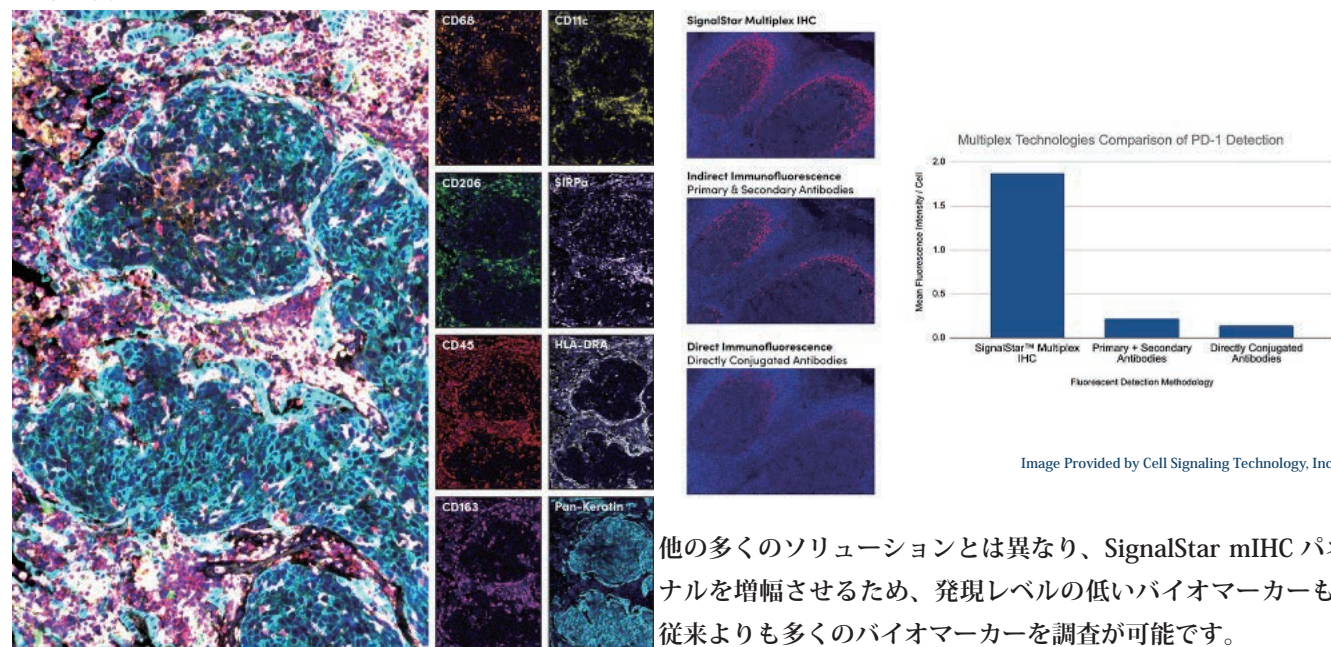 CD68
CD11c
CD206
SIRPα
CD45
HLA-DRA
CD163
Pan-Keratin
SignalStar Multiplex IHC
Indirect Immunofluorescence
Primary & Secondary Antibodies
Direct Immunofluorescence
Directly Conjugated Antibodies
Multiplex Technologies Comparison of PD-1 Detection
Mean Fluorescence Intensity / Cell
2.0
1.5
1.0
0.5
0.0
SignalStar™ Multiplex
IHC
Primary + Secondary
Antibodies
Directly Conjugated
Antibodies
Fluorescent Detection Methodology
Image Provided by Cell Signaling Technology, Inc
他の多くのソリューションとは異なり、SignalStar mIHC パ
ナルを増幅させるため、発現レベルの低いバイオマーカーも
従来よりも多くのバイオマーカーを調査が可能です。